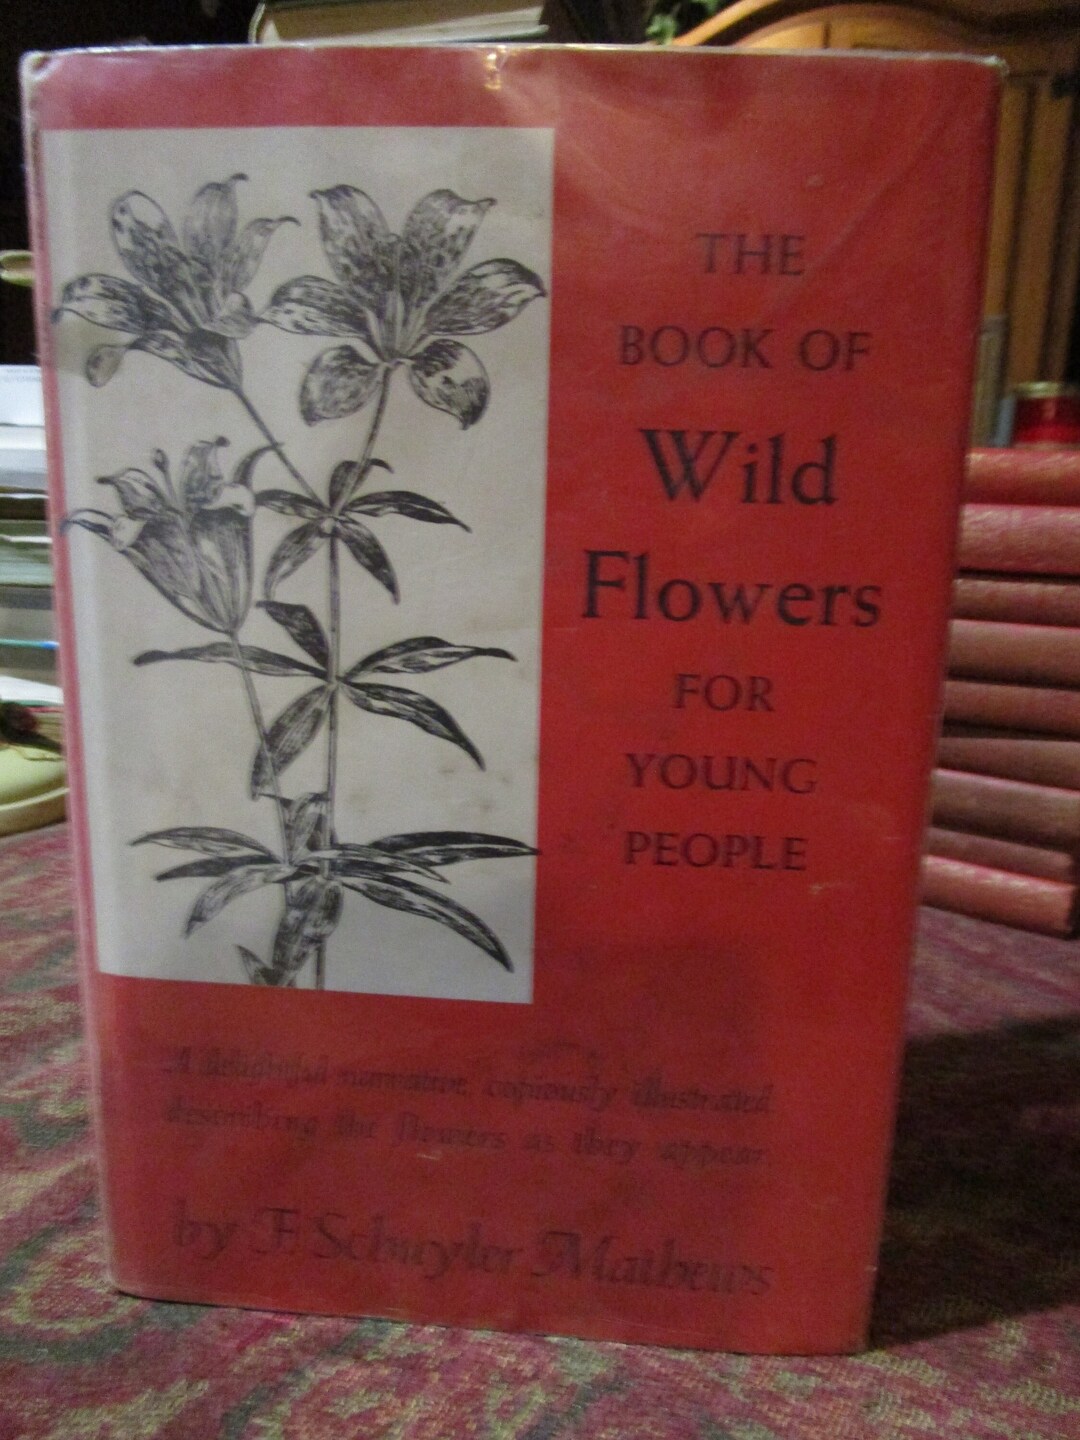 THE
BOOK OF
Wild
Flowers
FOR
YOUNG
PEOPLE
A delightful narrative, copiously illustrated,
describing the flowers as they appear.
by F. Schuyler Mathews